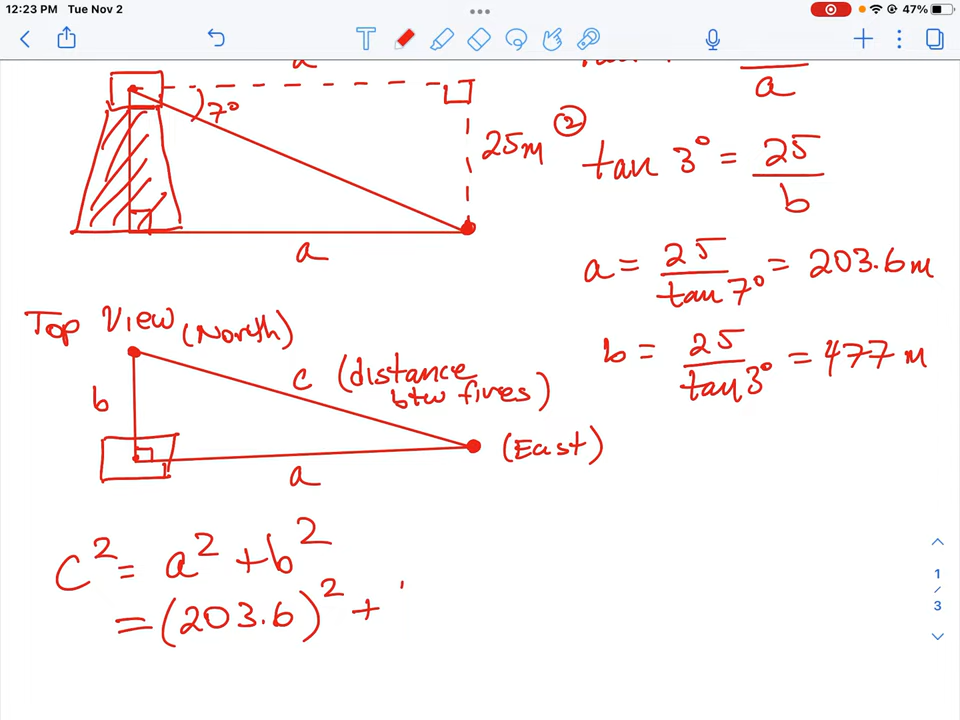 12:23 PM Tue Nov 2
47%
a
7°
25m
a
a
②
tan 3° = 25/b
a = 25/tan 7° = 203.6m
b = 25/tan 3° = 477m
Top View (North)
c (distance btw fires)
b
(East)
a
c² = a² + b²
= (203.6)² +
1
/
3